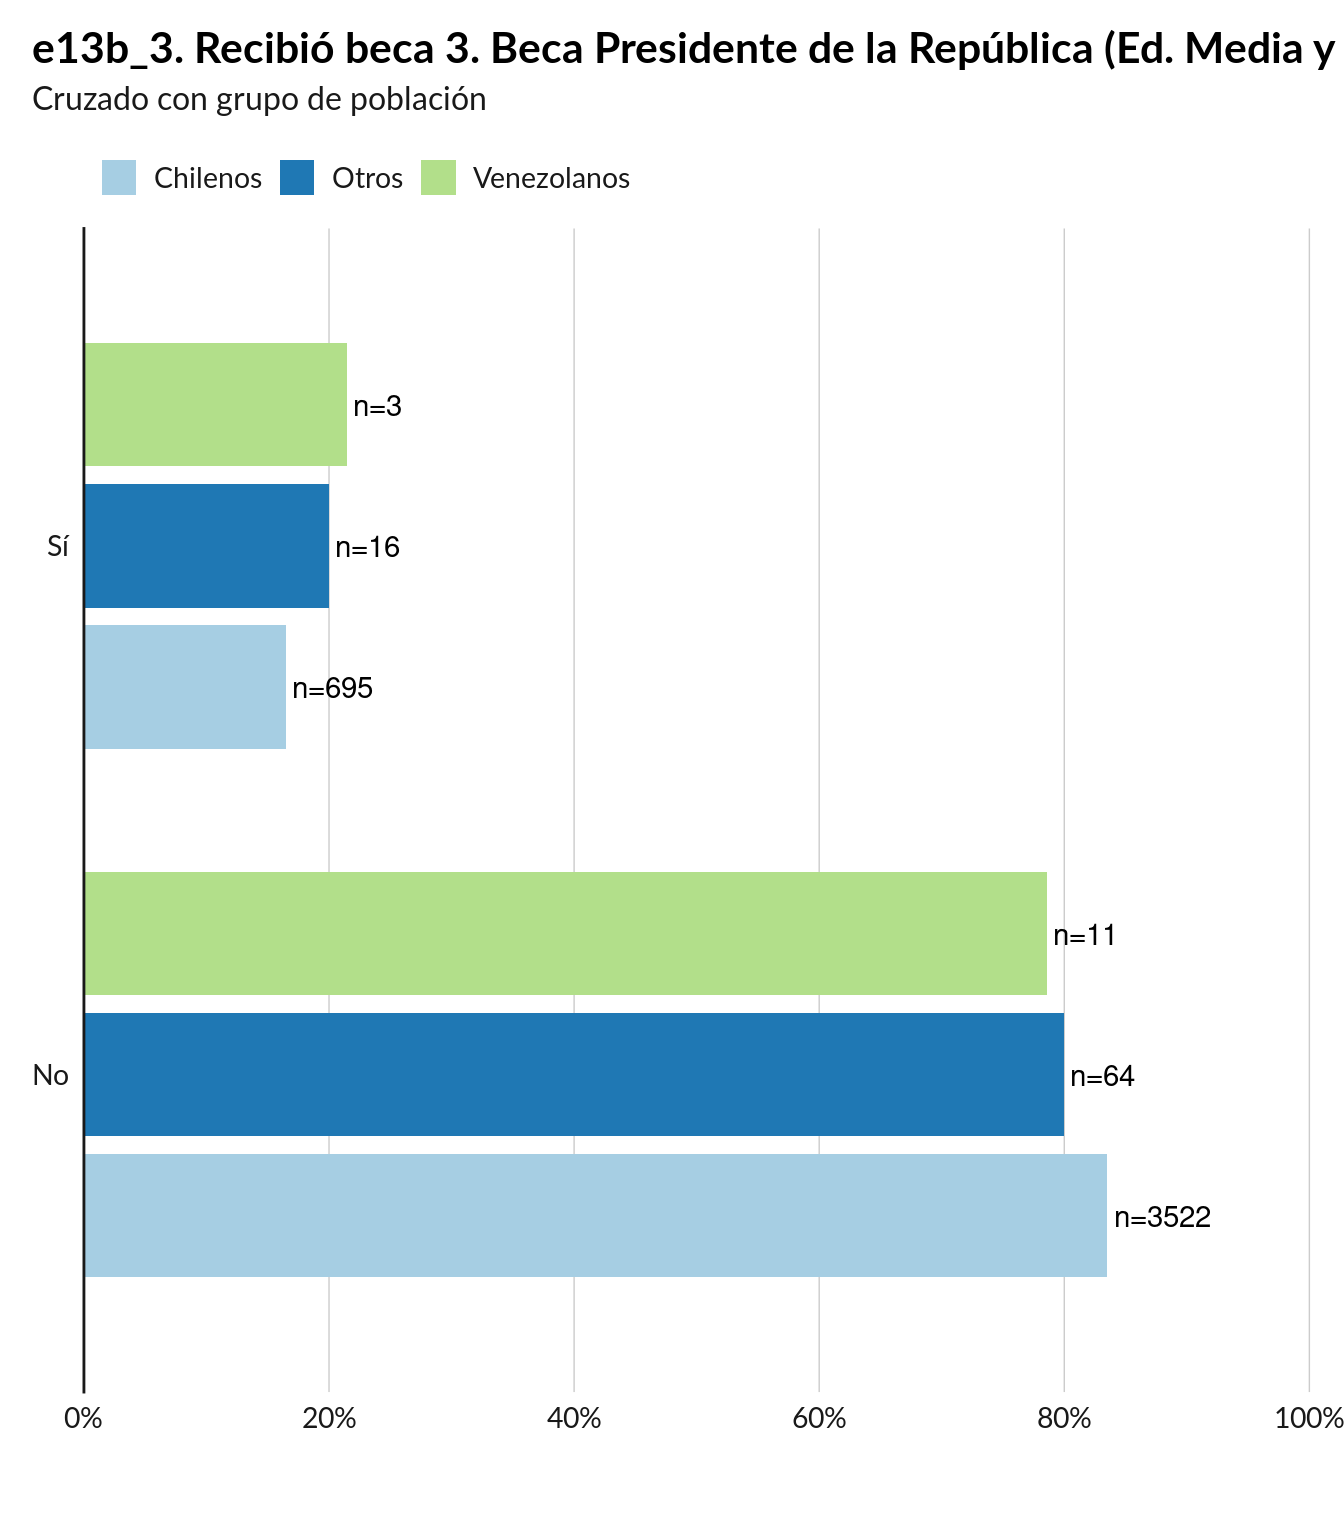 e13b_3. Recibió beca 3. Beca Presidente de la República (Ed. Media y
Cruzado con grupo de población
Chilenos Otros Venezolanos
n=3
Sí n=16
n=695
n=11
No n=64
n=3522
0% 20% 40% 60% 80% 100%